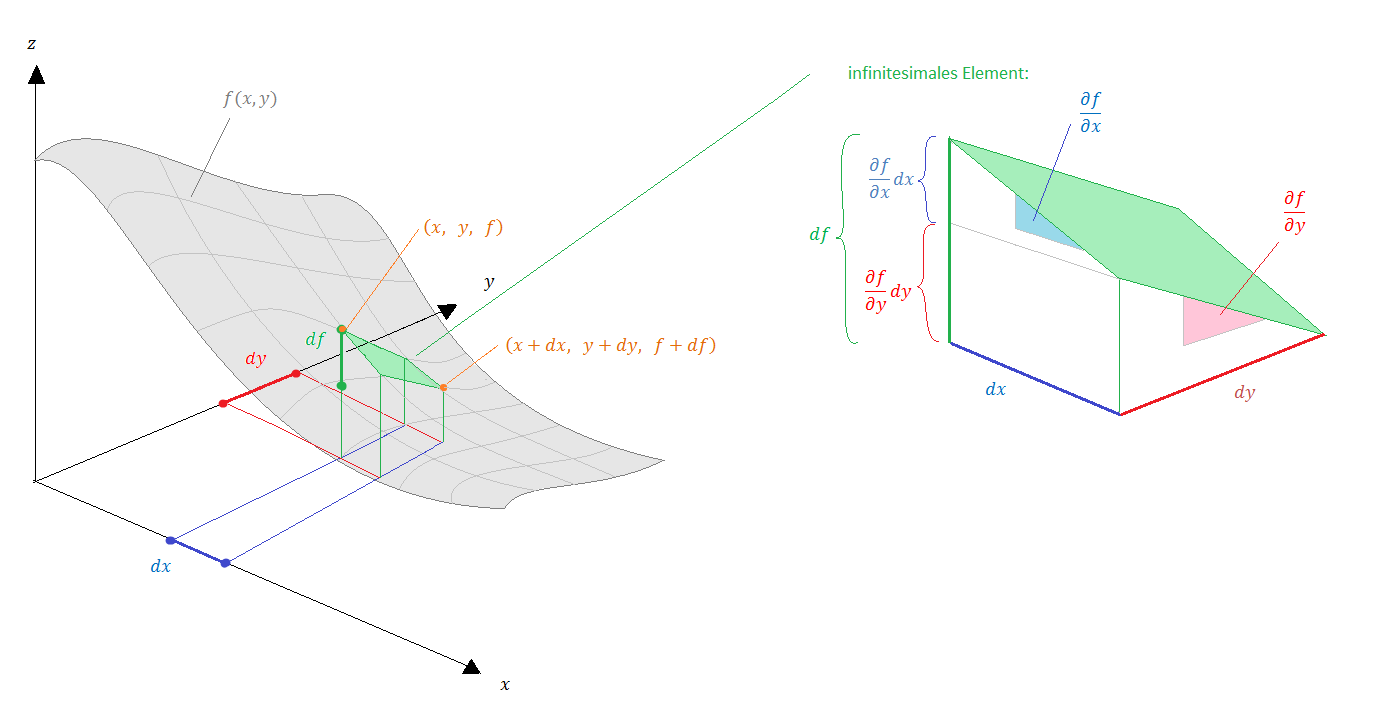 z
f(x,y)
(x, y, f)
y
df
dy
(x+dx, y+dy, f+df)
dx
x
infinitesimales Element:
∂f/∂x
∂f/∂x dx
∂f/∂y
df
∂f/∂y dy
dx
dy